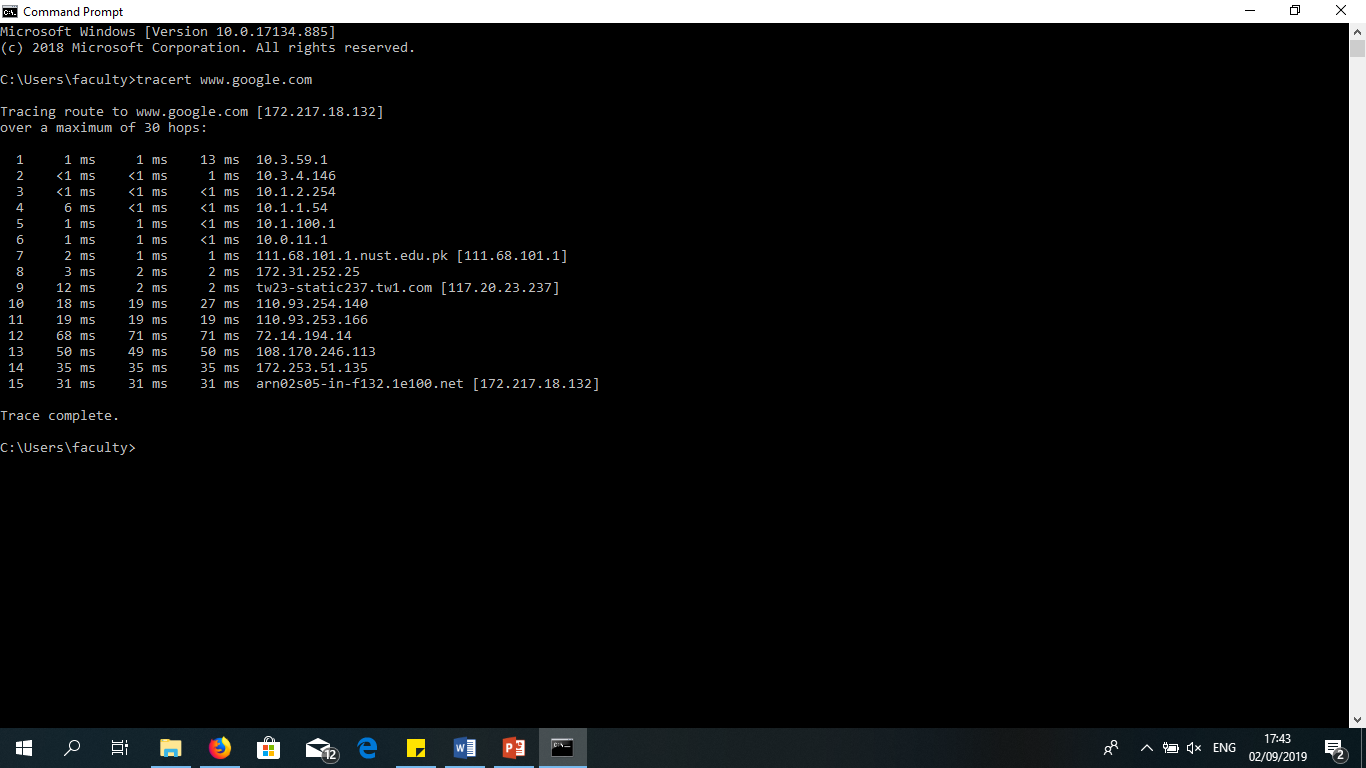 Command Prompt
Microsoft Windows [Version 10.0.17134.885]
(c) 2018 Microsoft Corporation. All rights reserved.
C:\Users\faculty>tracert www.google.com
Tracing route to www.google.com [172.217.18.132]
over a maximum of 30 hops:
1 1 ms 1 ms 13 ms 10.3.59.1
2 <1 ms <1 ms 1 ms 10.3.4.146
3 <1 ms <1 ms <1 ms 10.1.2.254
4 6 ms <1 ms <1 ms 10.1.1.54
5 1 ms 1 ms <1 ms 10.1.100.1
6 1 ms 1 ms <1 ms 10.0.11.1
7 2 ms 1 ms 1 ms 111.68.101.1.nust.edu.pk [111.68.101.1]
8 3 ms 2 ms 2 ms 172.31.252.25
9 12 ms 2 ms 2 ms tw23-static237.tw1.com [117.20.23.237]
10 18 ms 19 ms 27 ms 110.93.254.140
11 19 ms 19 ms 19 ms 110.93.253.166
12 68 ms 71 ms 71 ms 72.14.194.14
13 50 ms 49 ms 50 ms 108.170.246.113
14 35 ms 35 ms 35 ms 172.253.51.135
15 31 ms 31 ms 31 ms arn02s05-in-f132.1e100.net [172.217.18.132]
Trace complete.
C:\Users\faculty>
12
ENG
17:43
02/09/2019
2